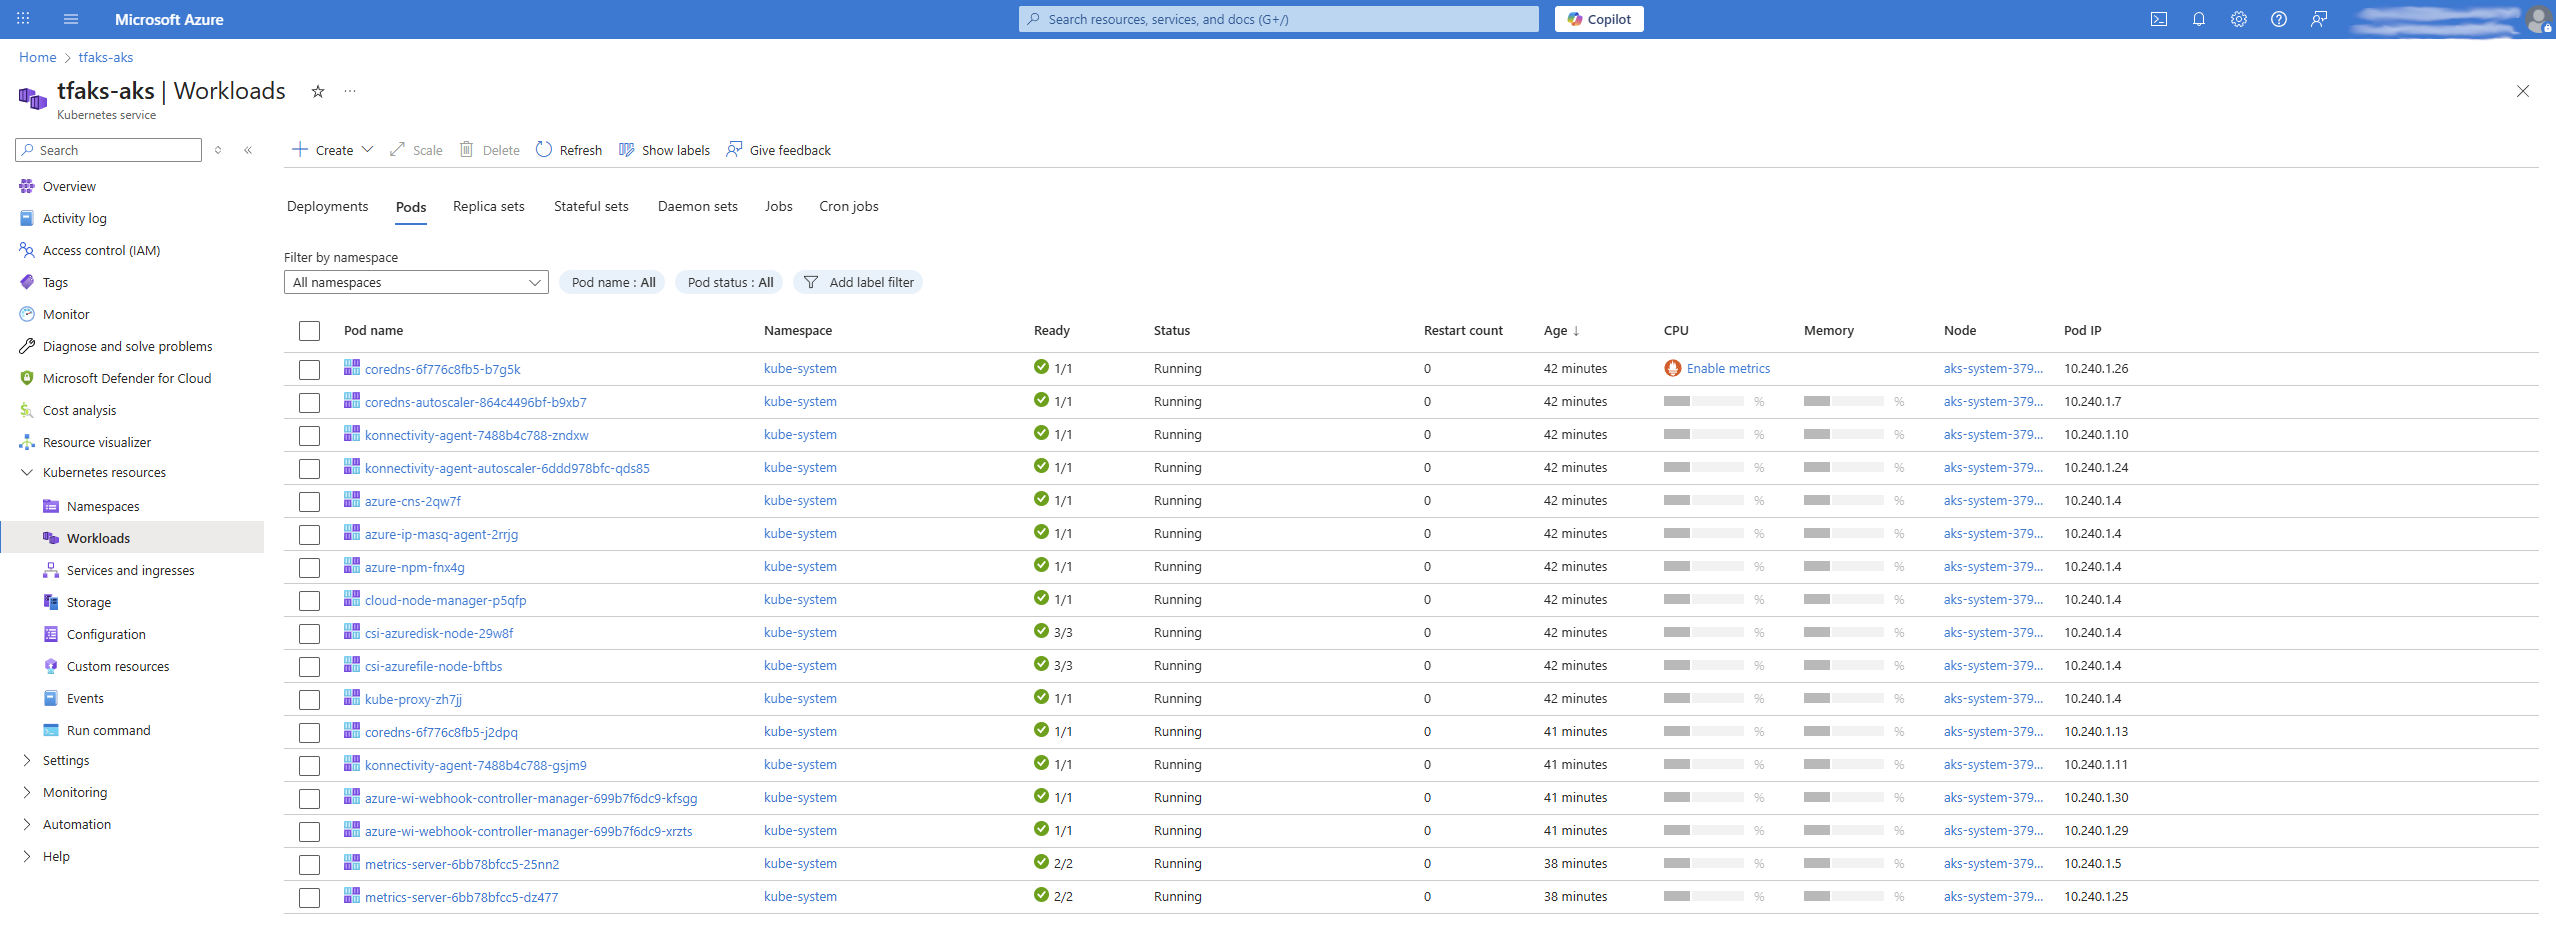 Microsoft Azure
Search resources, services, and docs (G+/)
Copilot
Home > tfaks-aks
tfaks-aks | Workloads
Kubernetes service
Search
Create
Scale
Delete
Refresh
Show labels
Give feedback
Overview
Activity log
Access control (IAM)
Tags
Monitor
Diagnose and solve problems
Microsoft Defender for Cloud
Cost analysis
Resource visualizer
Kubernetes resources
Namespaces
Workloads
Services and ingresses
Storage
Configuration
Custom resources
Events
Run command
Settings
Monitoring
Automation
Help
Deployments Pods Replica sets Stateful sets Daemon sets Jobs Cron jobs
Filter by namespace
All namespaces
Pod name : All
Pod status : All
Add label filter
Pod name Namespace Ready Status Restart count Age ↓ CPU Memory Node Pod IP
coredns-6f776c8fb5-b7g5k kube-system 1/1 Running 0 42 minutes Enable metrics aks-system-379... 10.240.1.26
coredns-autoscaler-864c4496bf-b9xb7 kube-system 1/1 Running 0 42 minutes % % aks-system-379... 10.240.1.7
konnectivity-agent-7488b4c788-zndxw kube-system 1/1 Running 0 42 minutes % % aks-system-379... 10.240.1.10
konnectivity-agent-autoscaler-6ddd978bfc-qds85 kube-system 1/1 Running 0 42 minutes % % aks-system-379... 10.240.1.24
azure-cns-2qw7f kube-system 1/1 Running 0 42 minutes % % aks-system-379... 10.240.1.4
azure-ip-masq-agent-2rrjg kube-system 1/1 Running 0 42 minutes % % aks-system-379... 10.240.1.4
azure-npm-fnx4g kube-system 1/1 Running 0 42 minutes % % aks-system-379... 10.240.1.4
cloud-node-manager-p5qfp kube-system 1/1 Running 0 42 minutes % % aks-system-379... 10.240.1.4
csi-azuredisk-node-29w8f kube-system 3/3 Running 0 42 minutes % % aks-system-379... 10.240.1.4
csi-azurefile-node-bftbs kube-system 3/3 Running 0 42 minutes % % aks-system-379... 10.240.1.4
kube-proxy-zh7jj kube-system 1/1 Running 0 42 minutes % % aks-system-379... 10.240.1.4
coredns-6f776c8fb5-j2dpq kube-system 1/1 Running 0 41 minutes % % aks-system-379... 10.240.1.13
konnectivity-agent-7488b4c788-gsjm9 kube-system 1/1 Running 0 41 minutes % % aks-system-379... 10.240.1.11
azure-wi-webhook-controller-manager-699b7f6dc9-kfsgg kube-system 1/1 Running 0 41 minutes % % aks-system-379... 10.240.1.30
azure-wi-webhook-controller-manager-699b7f6dc9-xrzts kube-system 1/1 Running 0 41 minutes % % aks-system-379... 10.240.1.29
metrics-server-6bb78bfcc5-25nn2 kube-system 2/2 Running 0 38 minutes % % aks-system-379... 10.240.1.5
metrics-server-6bb78bfcc5-dz477 kube-system 2/2 Running 0 38 minutes % % aks-system-379... 10.240.1.25